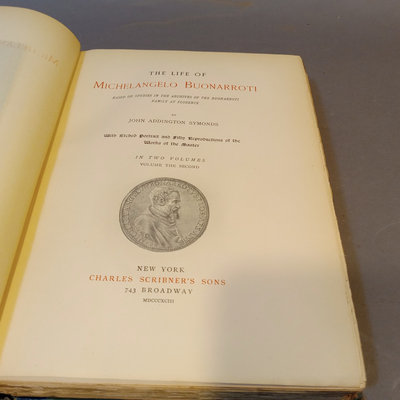 THE LIFE OF
MICHELANGELO BUONARROTI
BASED ON STUDIES IN THE ARCHIVES OF THE BUONARROTI
FAMILY AT FLORENCE
BY
JOHN ADDINGTON SYMONDS
With Etched Portrait and Fifty Reproductions of the
Works of the Master
IN TWO VOLUMES
VOLUME THE SECOND
NEW YORK
CHARLES SCRIBNER'S SONS
743 BROADWAY
MDCCCXCIII